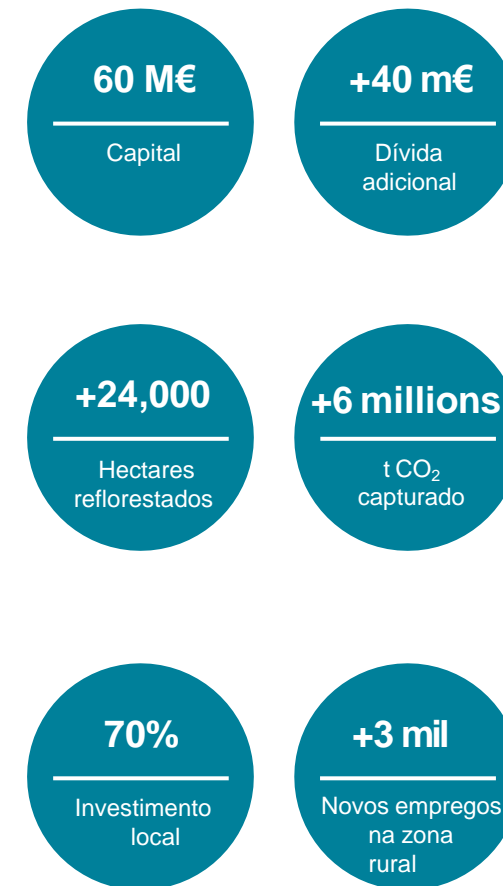 60 M€
Capital
+40 m€
Dívida
adicional
+24,000
Hectares
reflorestados
+6 millions
t CO₂
capturado
70%
Investimento
local
+3 mil
Novos empregos
na zona
rural